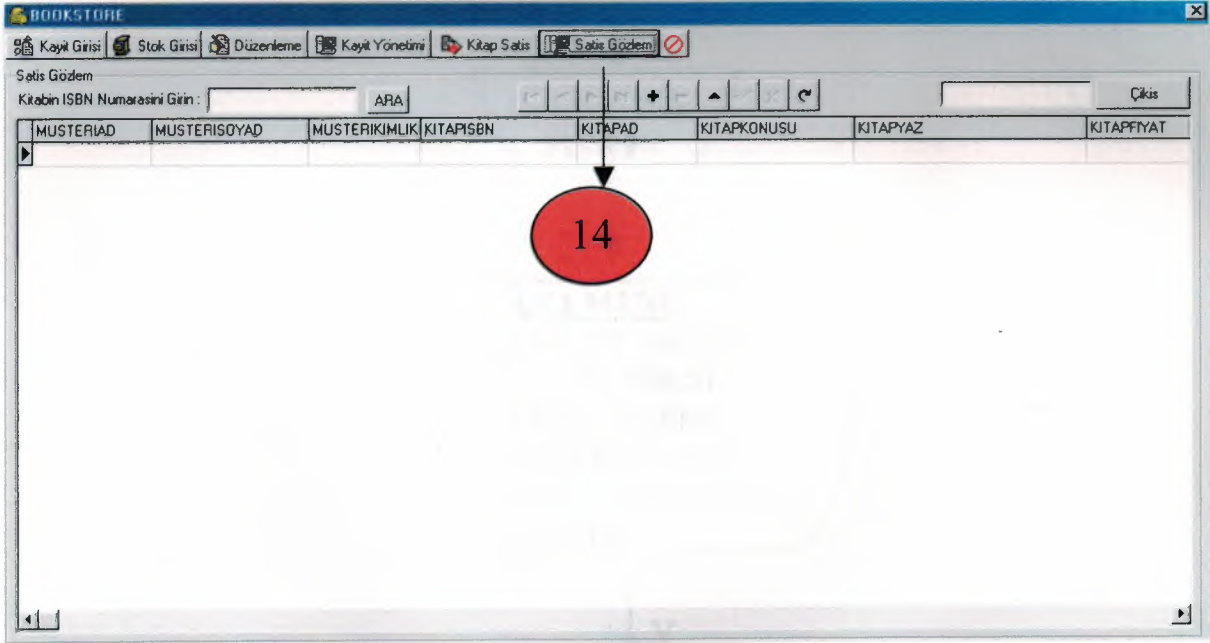 BOOKSTORE
Kayit Girisi Stok Girisi Düzenleme Kayit Yönetimi Kitap Satis Satis Gözlem
Satis Gözlem
Kitabin ISBN Numarasini Girin : ARA Çikis
MUSTERIAD MUSTERISOYAD MUSTERIKIMLIK KITAPISBN KITAPAD KITAPKONUSU KITAPYAZ KITAPFIYAT
14